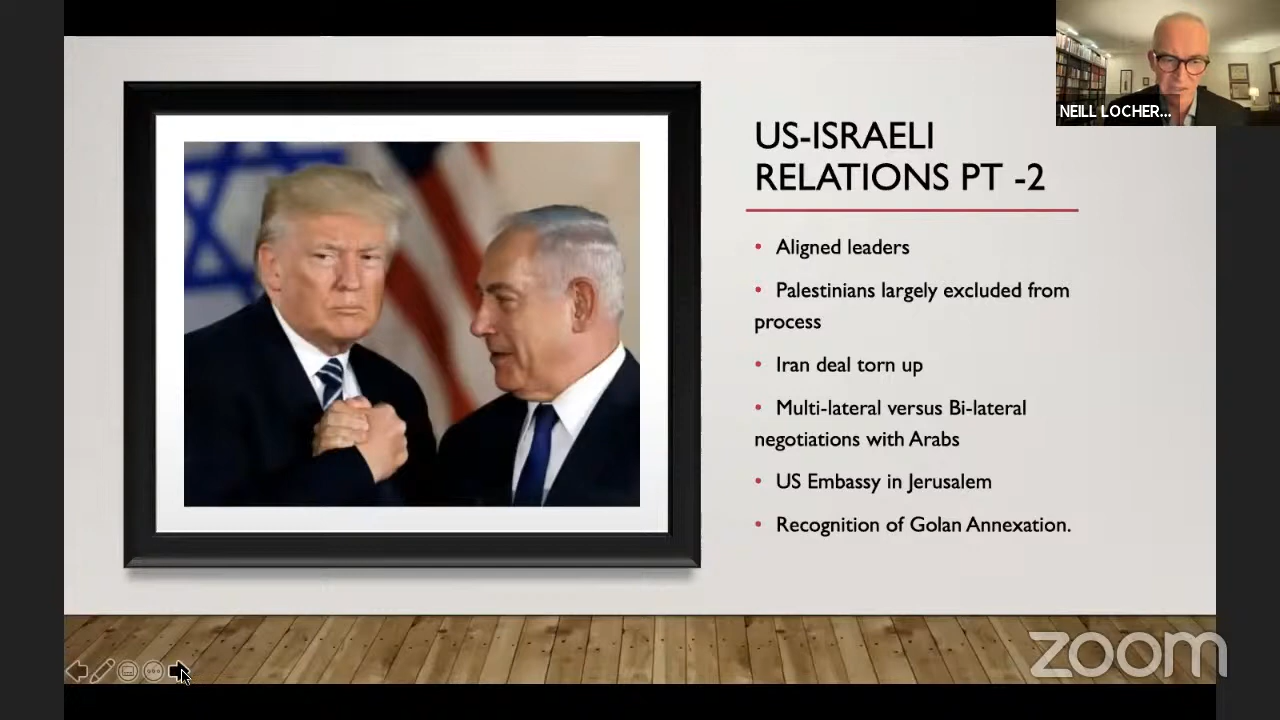 NEILL LOCHER...
US-ISRAELI
RELATIONS PT -2
• Aligned leaders
• Palestinians largely excluded from
process
• Iran deal torn up
• Multi-lateral versus Bi-lateral
negotiations with Arabs
• US Embassy in Jerusalem
• Recognition of Golan Annexation.
zoom